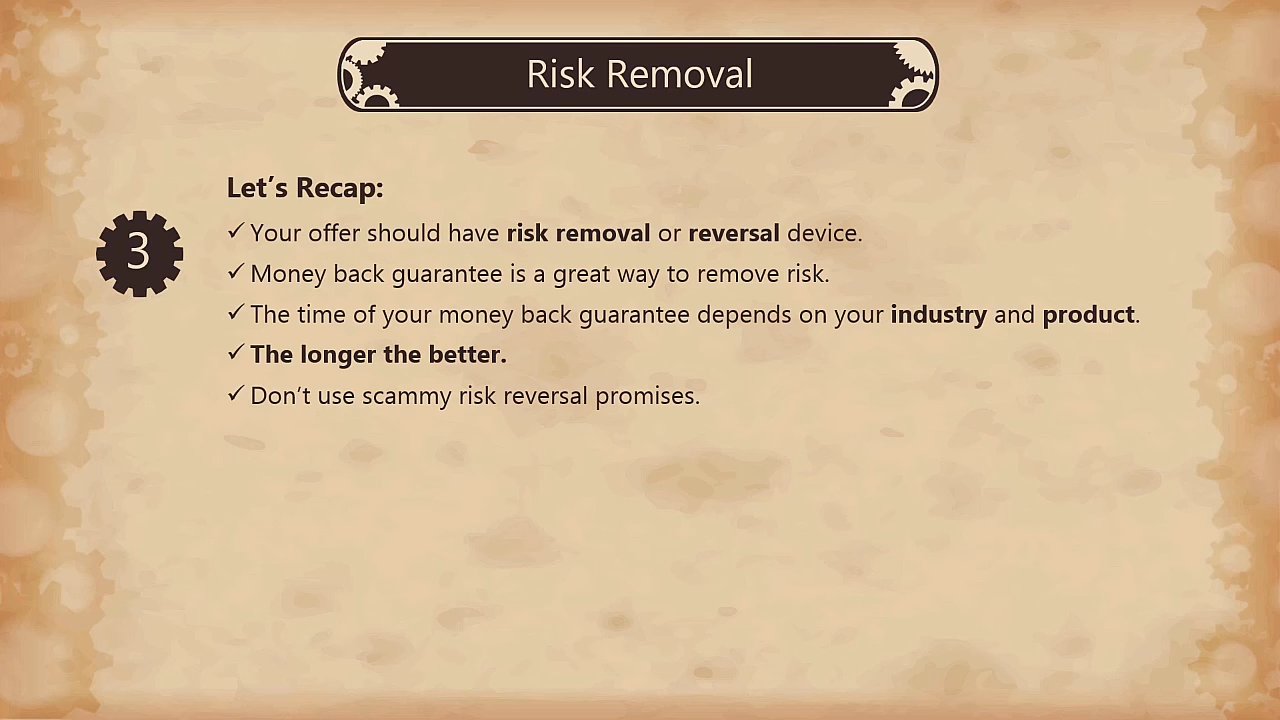 Risk Removal
Let’s Recap:
3
✓ Your offer should have risk removal or reversal device.
✓ Money back guarantee is a great way to remove risk.
✓ The time of your money back guarantee depends on your industry and product.
✓ The longer the better.
✓ Don’t use scammy risk reversal promises.